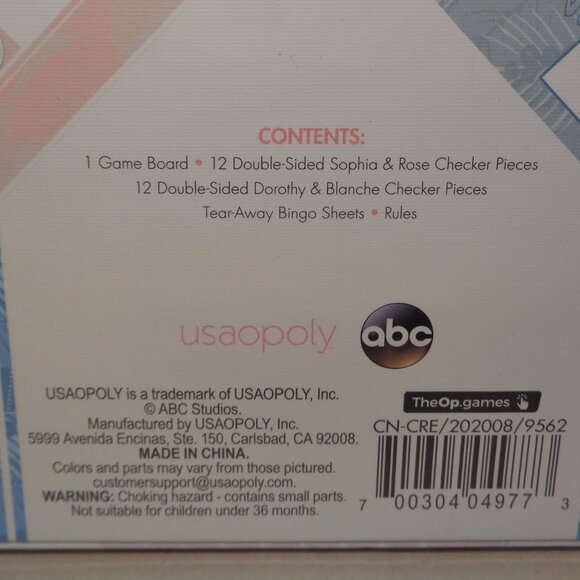 CONTENTS:
1 Game Board • 12 Double-Sided Sophia & Rose Checker Pieces
12 Double-Sided Dorothy & Blanche Checker Pieces
Tear-Away Bingo Sheets • Rules
usaopoly
abc
USAOPOLY is a trademark of USAOPOLY, Inc.
© ABC Studios.
Manufactured by USAOPOLY, Inc.
5999 Avenida Encinas, Ste. 150, Carlsbad, CA 92008.
MADE IN CHINA.
Colors and parts may vary from those pictured.
customersupport@usaopoly.com
WARNING: Choking hazard - contains small parts.
Not suitable for children under 36 months.
TheOp.games
CN-CRE/202008/9562
7 00304 04977 3